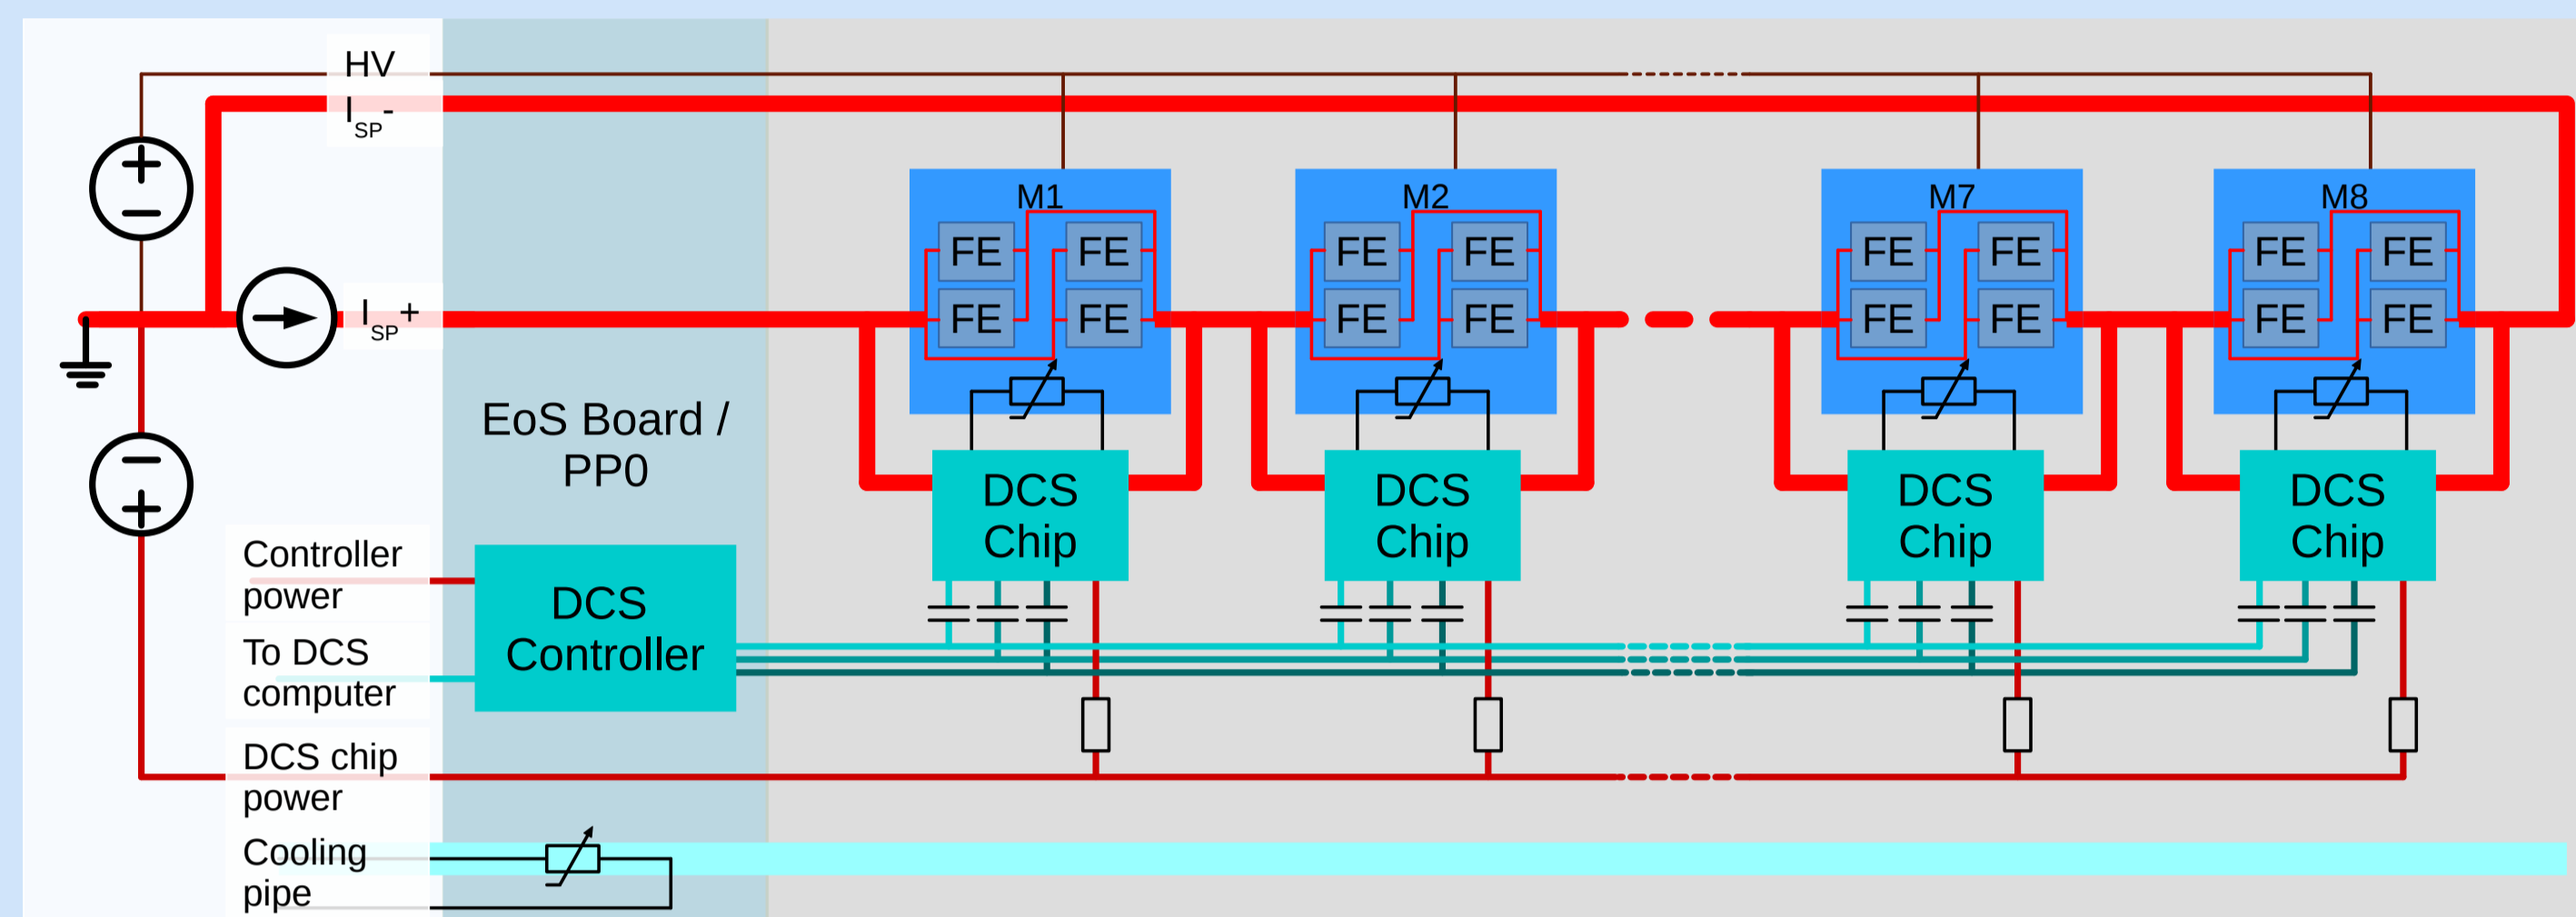 HV
I_SP-
I_SP+
M1
M2
M7
M8
FE FE
FE FE
FE FE
FE FE
FE FE
FE FE
FE FE
FE FE
EoS Board /
PP0
DCS
Chip
DCS
Chip
DCS
Chip
DCS
Chip
Controller
power
DCS
Controller
To DCS
computer
DCS chip
power
Cooling
pipe